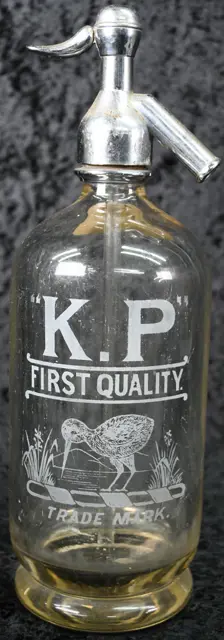 "K.P"
FIRST QUALITY.
TRADE MARK.